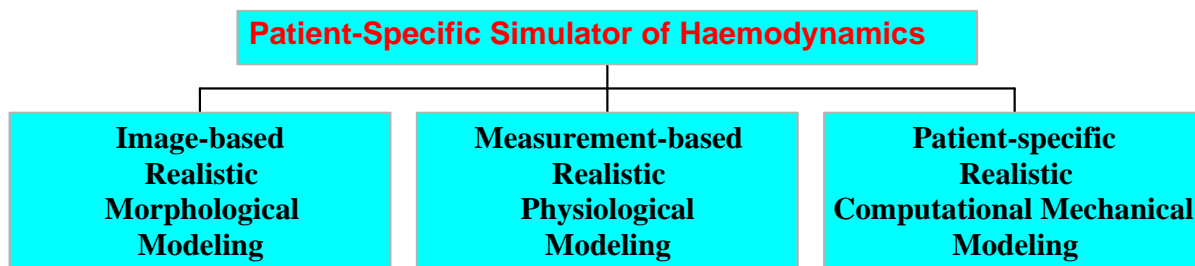 Patient-Specific Simulator of Haemodynamics
Image-based
Realistic
Morphological
Modeling
Measurement-based
Realistic
Physiological
Modeling
Patient-specific
Realistic
Computational Mechanical
Modeling